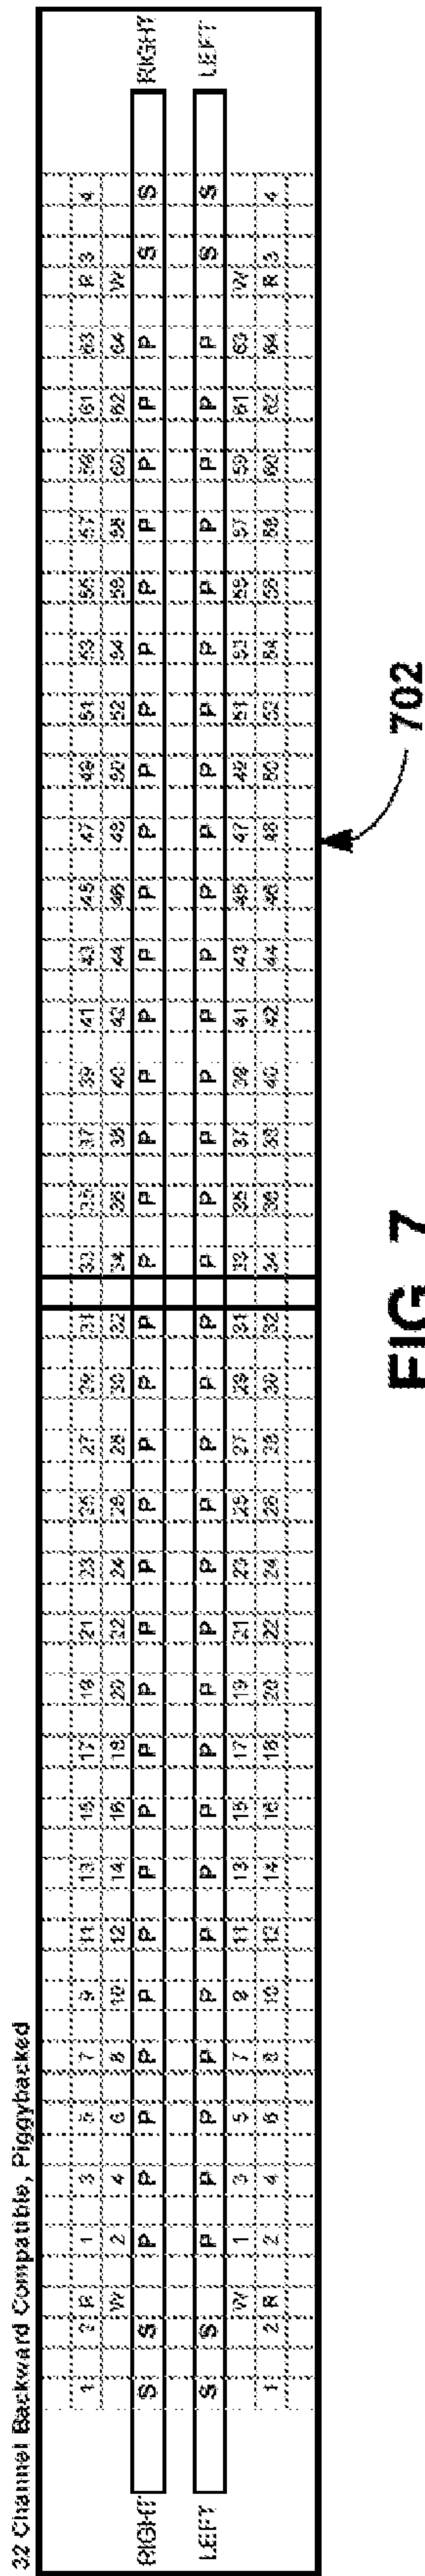 32 Channel Backward Compatible, Piggybacked
1 2 R 1 3 5 7 9 11 13 15 17 19 21 23 25 27 29 31 33 35 37 39 41 43 45 47 49 51 53 55 57 59 61 63 R 3 4
W 2 4 6 8 10 12 14 16 18 20 22 24 26 28 30 32 34 36 38 40 42 44 46 48 50 52 54 56 58 60 62 64 W
RIGHT S S P P P P P P P P P P P P P P P P P P P P P P P P P P P P P P P P S S RIGHT
LEFT S S P P P P P P P P P P P P P P P P P P P P P P P P P P P P P P P P S S LEFT
W 1 3 5 7 9 11 13 15 17 19 21 23 25 27 29 31 33 35 37 39 41 43 45 47 49 51 53 55 57 59 61 63 W
1 2 R 2 4 6 8 10 12 14 16 18 20 22 24 26 28 30 32 34 36 38 40 42 44 46 48 50 52 54 56 58 60 62 64 R 3 4
702
FIG 7